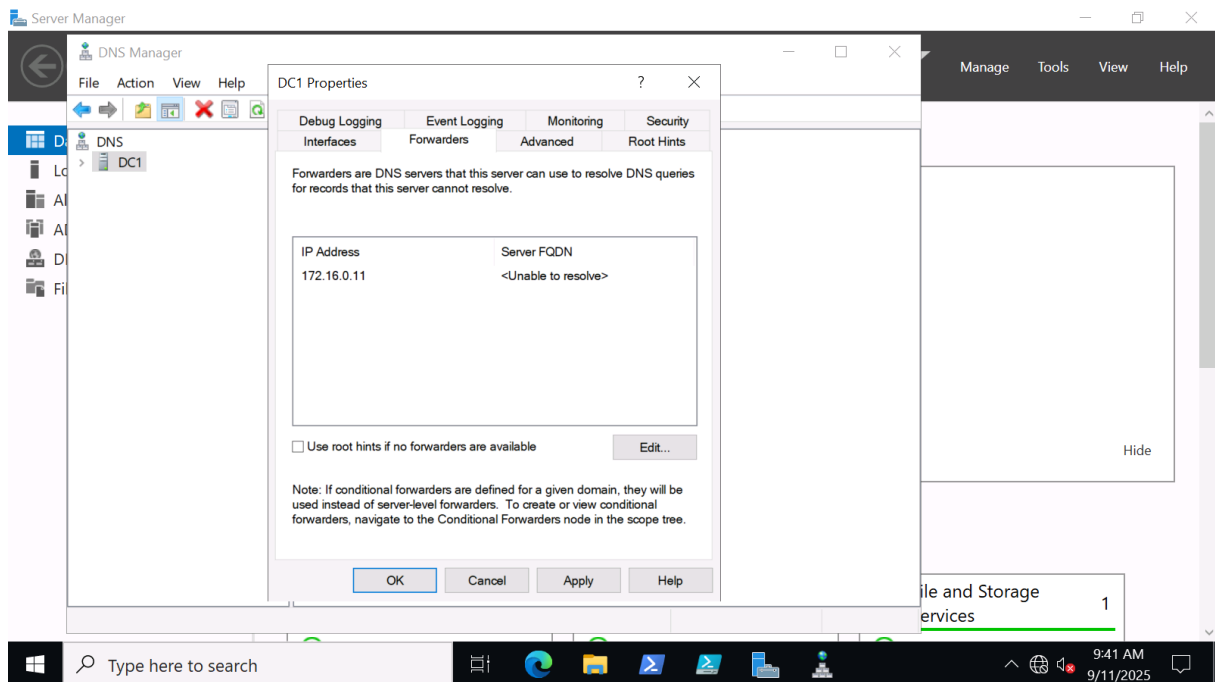 Server Manager
DNS Manager
Manage Tools View Help
File Action View Help
DC1 Properties
?
Debug Logging Event Logging Monitoring Security
Interfaces Forwarders Advanced Root Hints
DNS
DC1
Forwarders are DNS servers that this server can use to resolve DNS queries
for records that this server cannot resolve.
IP Address Server FQDN
172.16.0.11 <Unable to resolve>
Use root hints if no forwarders are available
Edit...
Hide
Note: If conditional forwarders are defined for a given domain, they will be
used instead of server-level forwarders. To create or view conditional
forwarders, navigate to the Conditional Forwarders node in the scope tree.
OK Cancel Apply Help
ile and Storage
ervices
1
Type here to search
9:41 AM
9/11/2025